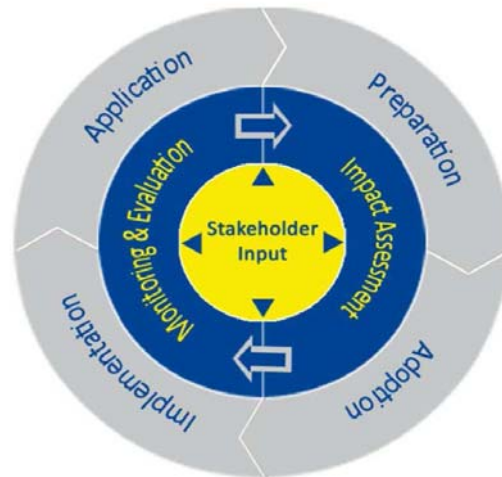 Application
Preparation
Monitoring & Evaluation
Impact Assessment
Stakeholder
Input
Implementation
Adoption